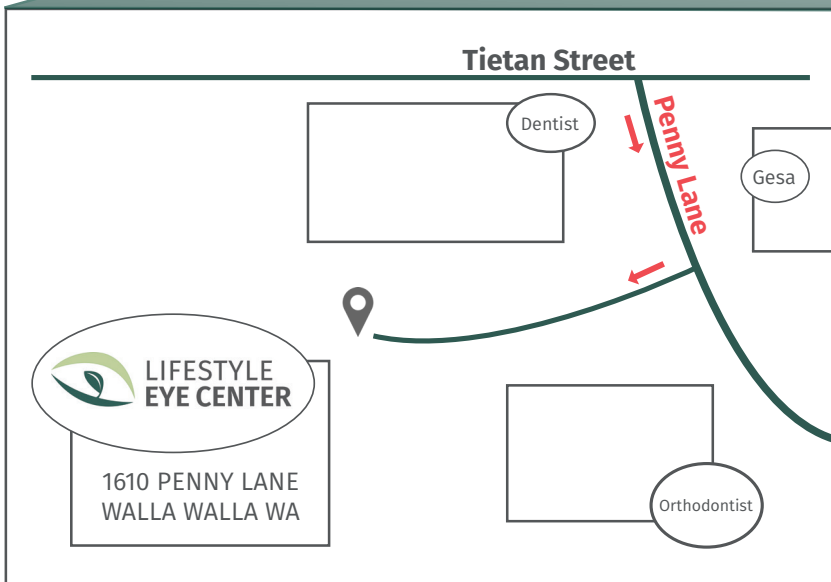 Tietan Street
Dentist
Penny Lane
Gesa
LIFESTYLE
EYE CENTER
1610 PENNY LANE
WALLA WALLA WA
Orthodontist